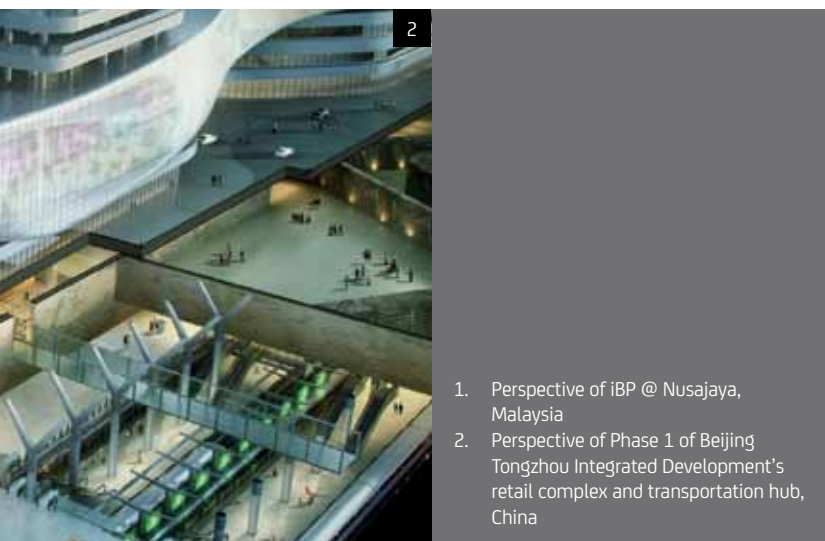 2
1. Perspective of iBP @ Nusajaya,
Malaysia
2. Perspective of Phase 1 of Beijing
Tongzhou Integrated Development’s
retail complex and transportation hub,
China